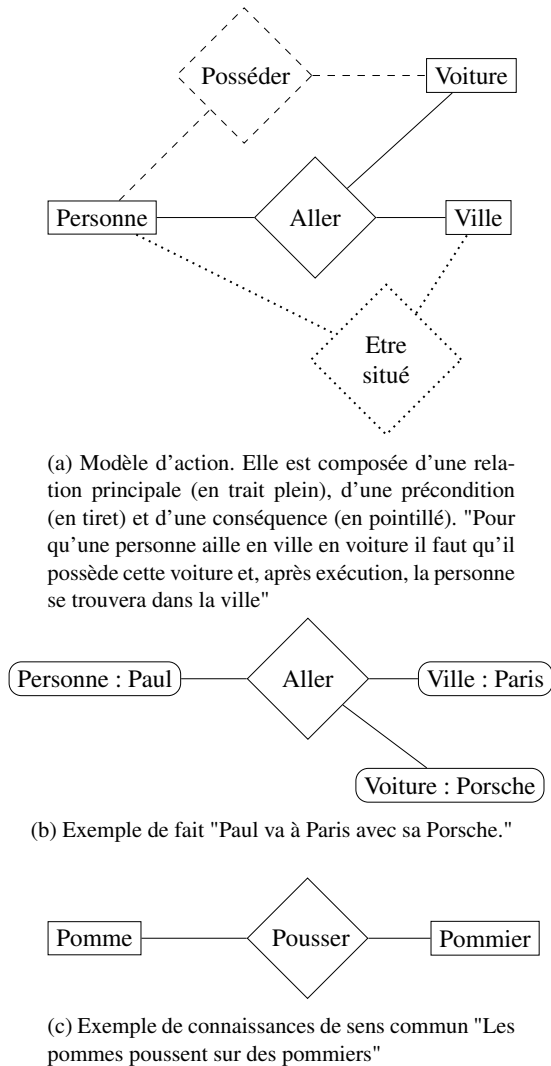 Posséder
Voiture
Personne
Aller
Ville
Etre
situé
(a) Modèle d'action. Elle est composée d'une rela-
tion principale (en trait plein), d'une précondition
(en tiret) et d'une conséquence (en pointillé). "Pour
qu'une personne aille en ville en voiture il faut qu'il
possède cette voiture et, après exécution, la personne
se trouvera dans la ville"
Personne : Paul
Aller
Ville : Paris
Voiture : Porsche
(b) Exemple de fait "Paul va à Paris avec sa Porsche."
Pomme
Pousser
Pommier
(c) Exemple de connaissances de sens commun "Les
pommes poussent sur des pommiers"